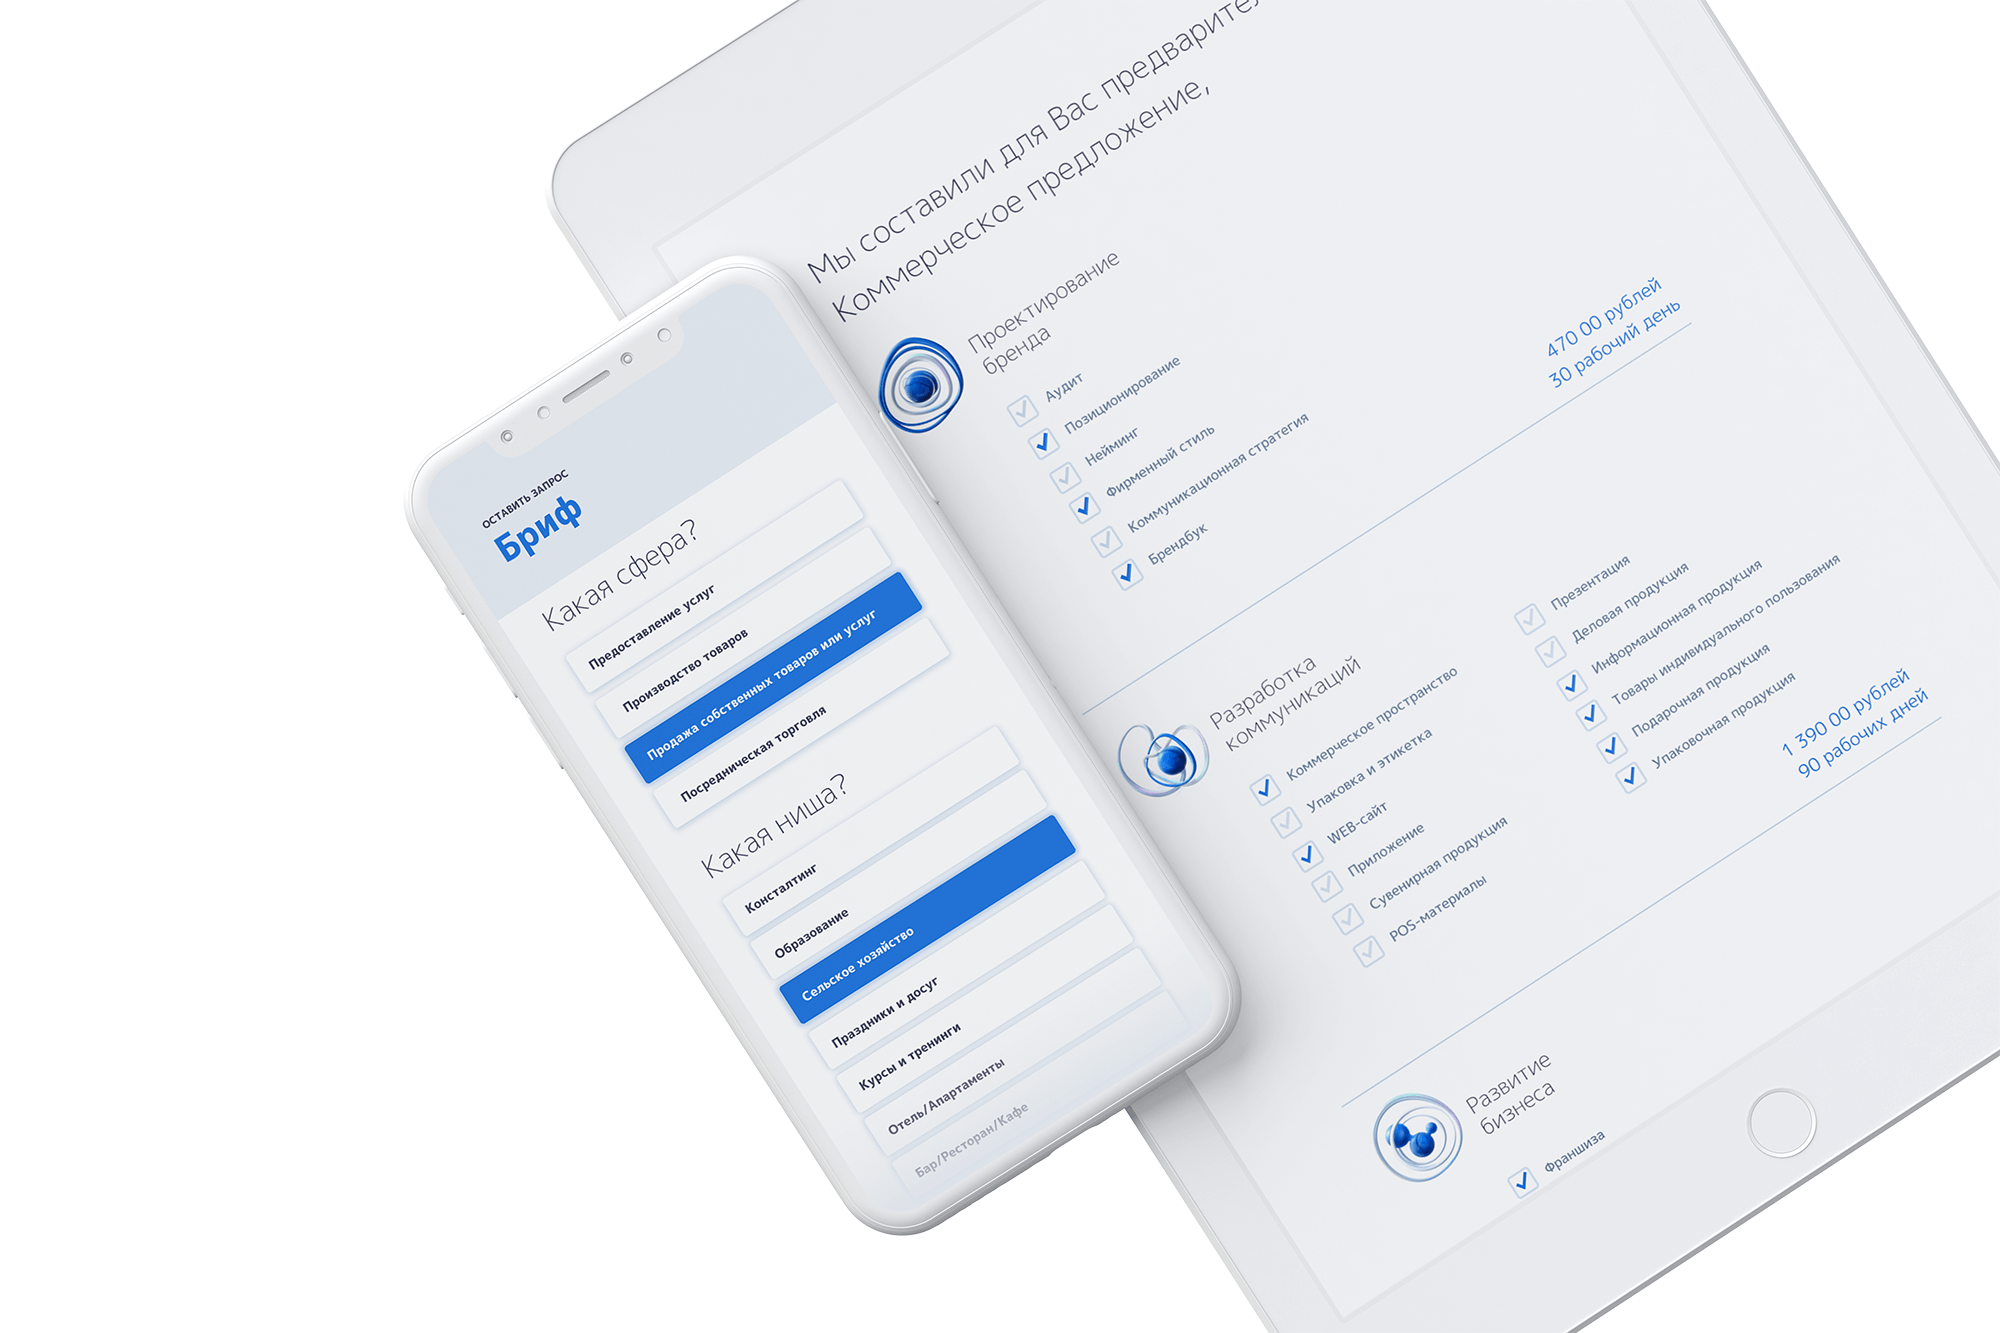 ОСТАВИТЬ ЗАПРОС
Бриф
Какая сфера?
Предоставление услуг
Производство товаров
Продажа собственных товаров или услуг
Посредническая торговля
Какая ниша?
Консталтинг
Образование
Сельское хозяйство
Праздники и досуг
Курсы и тренинги
Отель/Апартаменты
Бар/Ресторан/Кафе
Мы составили для Вас
Коммерческое предложение,
Проектирование
бренда
Аудит
Позиционирование
Нейминг
Фирменный стиль
Коммуникационная стратегия
Брендбук
470 00 рублей
30 рабочий день
Разработка
коммуникаций
Коммерческое пространство
Упаковка и этикетка
WEB-сайт
Приложение
Сувенирная продукция
POS-материалы
Презентация
Деловая продукция
Информационная продукция
Товары индивидуального пользования
Подарочная продукция
Упаковочная продукция
1 390 00 рублей
90 рабочих дней
Развитие
бизнеса
Франшиза